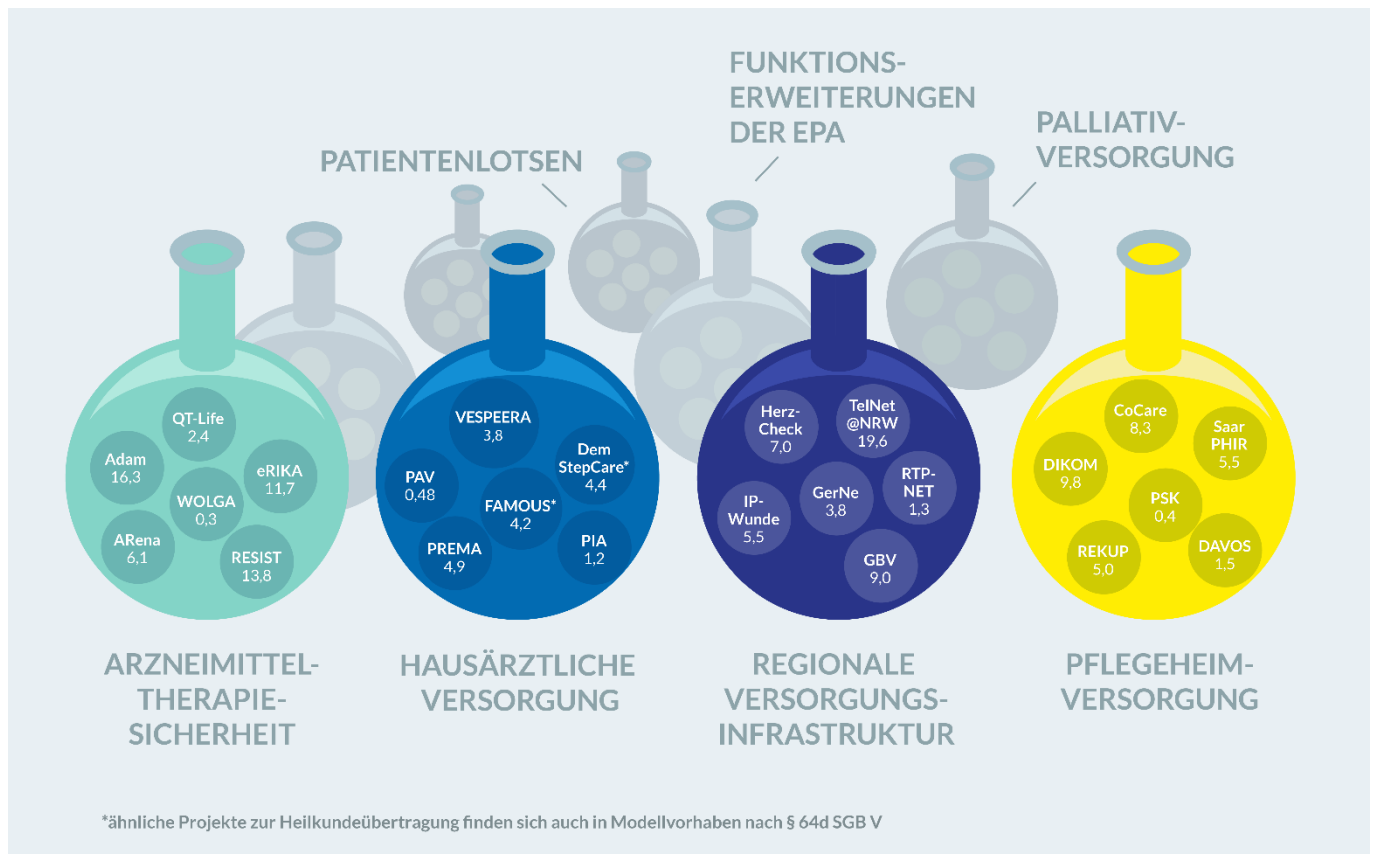 FUNKTIONS-
ERWEITERUNGEN
DER EPA
PALLIATIV-
VERSORGUNG
PATIENTENLOTSEN
QT-Life
2,4
Adam
16,3
eRIKA
11,7
WOLGA
0,3
ARena
6,1
RESIST
13,8
VESPEERA
3,8
Dem
StepCare*
4,4
PAV
0,48
FAMOUS*
4,2
PREMA
4,9
PIA
1,2
Herz-
Check
7,0
TelNet
@NRW
19,6
RTP-
NET
1,3
IP-
Wunde
5,5
GerNe
3,8
GBV
9,0
CoCare
8,3
Saar
PHIR
5,5
DIKOM
9,8
PSK
0,4
REKUP
5,0
DAVOS
1,5
ARZNEIMITTEL-
THERAPIE-
SICHERHEIT
HAUSÄRZTLICHE
VERSORGUNG
REGIONALE
VERSORGUNGS-
INFRASTRUKTUR
PFLEGEHEIM-
VERSORGUNG
*ähnliche Projekte zur Heilkundeübertragung finden sich auch in Modellvorhaben nach § 64d SGB V